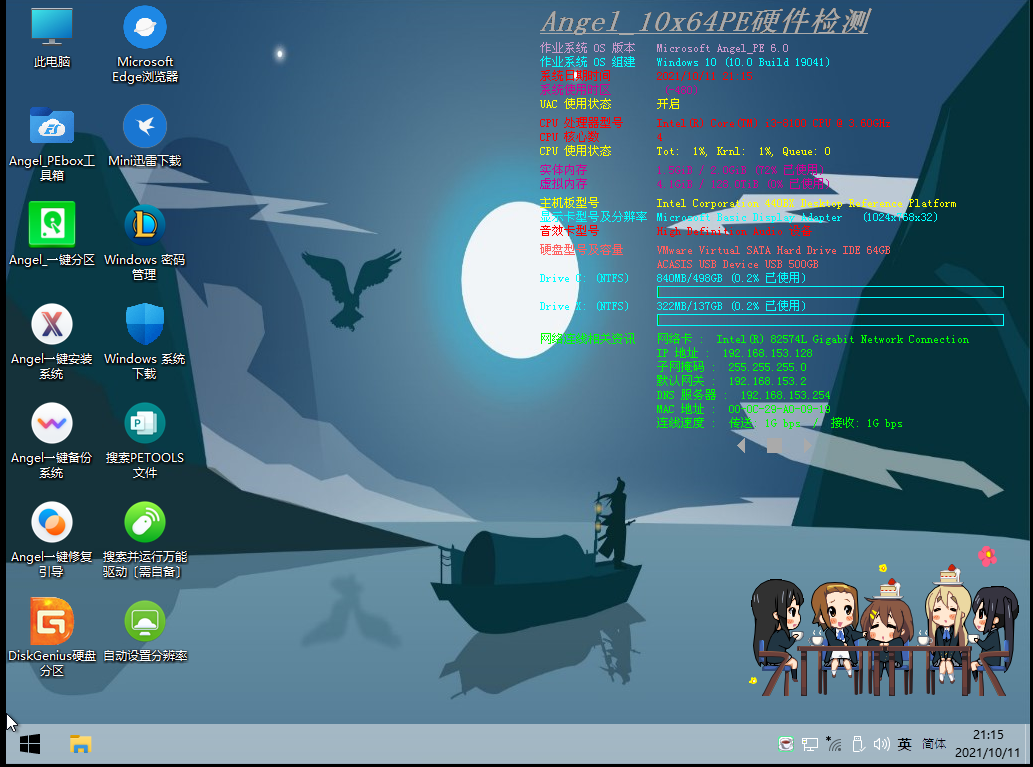 此电脑
Microsoft
Edge浏览器
Angel_PEbox工
具箱
Mini迅雷下载
Angel_一键分区
Windows 密码
管理
Angel一键安装
系统
Windows 系统
下载
Angel一键备份
系统
搜索PETOOLS
文件
Angel一键修复
引导
搜索并运行万能
驱动〔需自备〕
DiskGenius硬盘
分区
自动设置分辨率
Angel_10x64PE硬件检测
作业系统 OS 版本 Microsoft Angel_PE 6.0
作业系统 OS 组建 Windows 10 (10.0 Build 19041)
系统日期时间
系统使用时区
UAC 使用状态 开启
CPU 处理器型号
CPU 核心数 4
CPU 使用状态 Tot: 1%, Krnl: 1%, Queue: 0
实体内存
虚拟内存
主机板型号 Intel Corporation 440BX Desktop Reference Platform
显示卡型号及分辨率 Microsoft Basic Display Adapter (1024x768x32)
音效卡型号 High Definition Audio
硬盘型号及容量 VMware Virtual SATA Hard Drive IDE 64GB
ACASIS USB Device USB 500GB
Drive C: (NTFS) 840MB/498GB (0.2% 已使用)
Drive X: (NTFS) 322MB/137GB (0.2% 已使用)
网络连线相关资讯 网络卡 : Intel(R) 82574L Gigabit Network Connection
IP 地址 : 192.168.153.128
子网掩码 : 255.255.255.0
默认网关 : 192.168.153.2
DNS 服务器 : 192.168.153.254
MAC 地址 :
连线速度 : 传送 1G bps / 接收: 1G bps
英 简体
21:15
2021/10/11